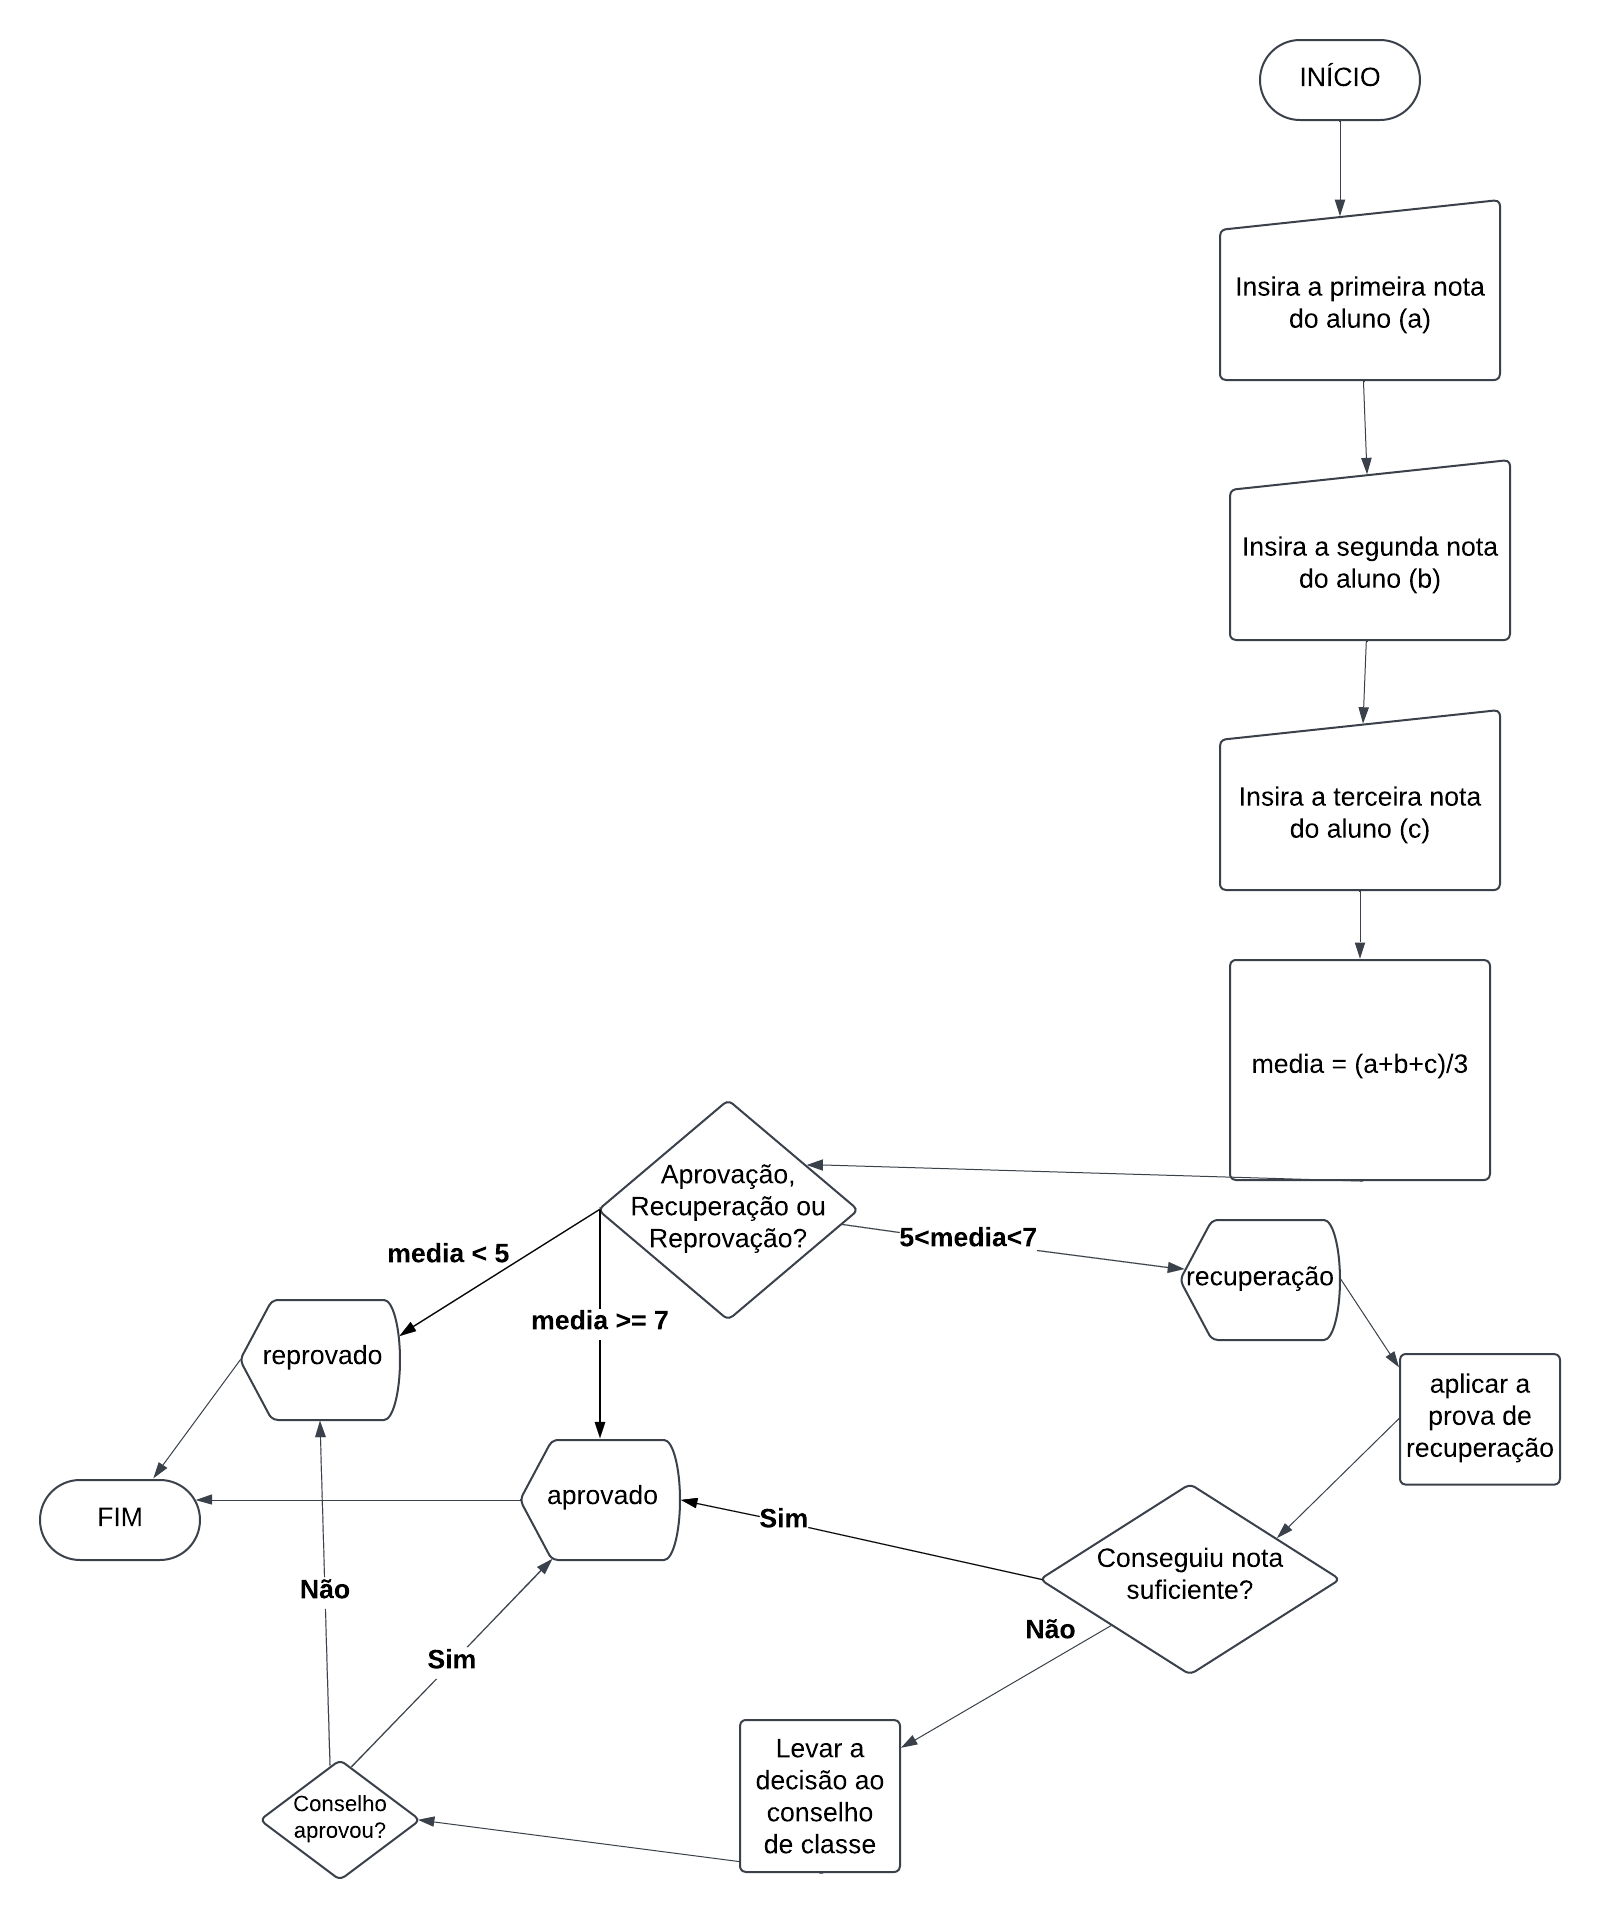 INÍCIO
Insira a primeira nota
do aluno (a)
Insira a segunda nota
do aluno (b)
Insira a terceira nota
do aluno (c)
media = (a+b+c)/3
Aprovação,
Recuperação ou
Reprovação?
media < 5
media >= 7
5<media<7
recuperação
reprovado
aplicar a
prova de
recuperação
aprovado
FIM
Sim
Conseguiu nota
suficiente?
Não
Não
Sim
Levar a
decisão ao
conselho
de classe
Conselho
aprovou?